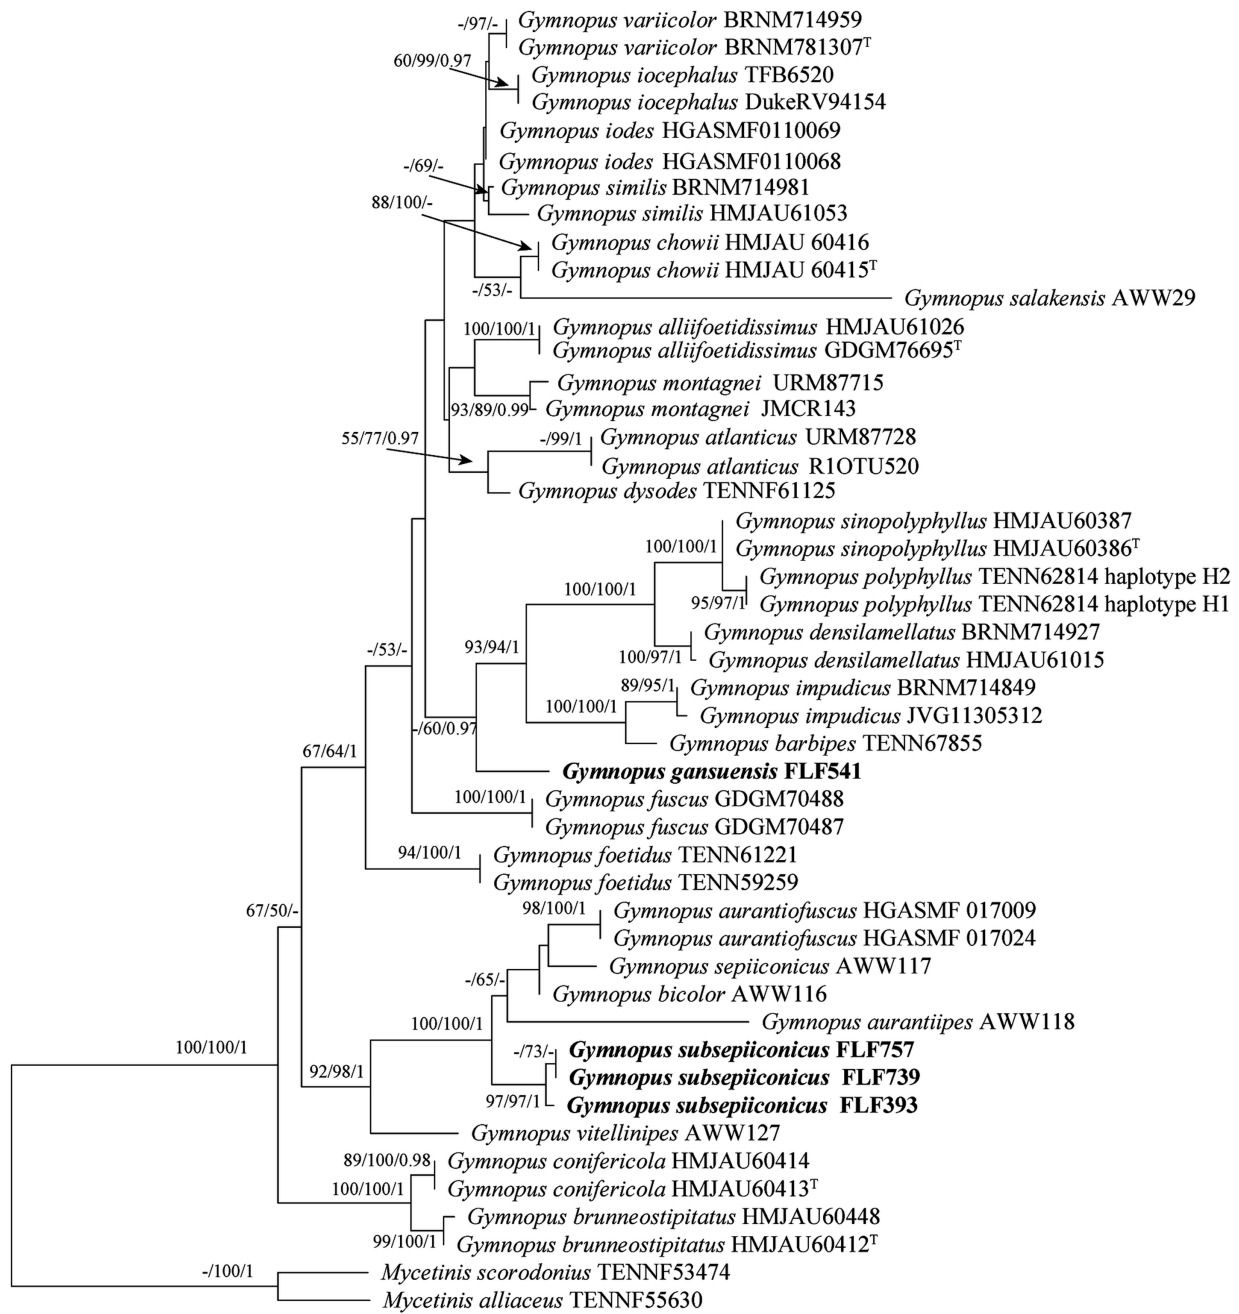 -/97/-
Gymnopus variicolor BRNM714959
Gymnopus variicolor BRNM781307ᵀ
60/99/0.97
Gymnopus iocephalus TFB6520
Gymnopus iocephalus DukeRV94154
Gymnopus iodes HGASMF0110069
Gymnopus iodes HGASMF0110068
-/69/-
Gymnopus similis BRNM714981
88/100/-
Gymnopus similis HMJAU61053
Gymnopus chowii HMJAU 60416
Gymnopus chowii HMJAU 60415ᵀ
-/53/-
Gymnopus salakensis AWW29
100/100/1
Gymnopus alliifoetidissimus HMJAU61026
Gymnopus alliifoetidissimus GDGM76695ᵀ
Gymnopus montagnei URM87715
93/89/0.99
Gymnopus montagnei JMCR143
55/77/0.97
-/99/1
Gymnopus atlanticus URM87728
Gymnopus atlanticus R1OTU520
Gymnopus dysodes TENNF61125
Gymnopus sinopolyphyllus HMJAU60387
100/100/1
Gymnopus sinopolyphyllus HMJAU60386ᵀ
Gymnopus polyphyllus TENN62814 haplotype H2
100/100/1
95/97/1
Gymnopus polyphyllus TENN62814 haplotype H1
Gymnopus densilamellatus BRNM714927
-/53/-
93/94/1
100/97/1
Gymnopus densilamellatus HMJAU61015
89/95/1
Gymnopus impudicus BRNM714849
100/100/1
Gymnopus impudicus JVG11305312
-/60/0.97
Gymnopus barbipes TENN67855
67/64/1
Gymnopus gansuensis FLF541
100/100/1
Gymnopus fuscus GDGM70488
Gymnopus fuscus GDGM70487
94/100/1
Gymnopus foetidus TENN61221
Gymnopus foetidus TENN59259
67/50/-
98/100/1
Gymnopus aurantiofuscus HGASMF 017009
Gymnopus aurantiofuscus HGASMF 017024
Gymnopus sepiiconicus AWW117
-/65/-
Gymnopus bicolor AWW116
100/100/1
Gymnopus aurantiipes AWW118
100/100/1
-/73/-
Gymnopus subsepiiconicus FLF757
92/98/1
Gymnopus subsepiiconicus FLF739
97/97/1
Gymnopus subsepiiconicus FLF393
Gymnopus vitellinipes AWW127
89/100/0.98
Gymnopus conifericola HMJAU60414
100/100/1
Gymnopus conifericola HMJAU60413ᵀ
Gymnopus brunneostipitatus HMJAU60448
99/100/1
Gymnopus brunneostipitatus HMJAU60412ᵀ
-/100/1
Mycetinis scorodonius TENNF53474
Mycetinis alliaceus TENNF55630